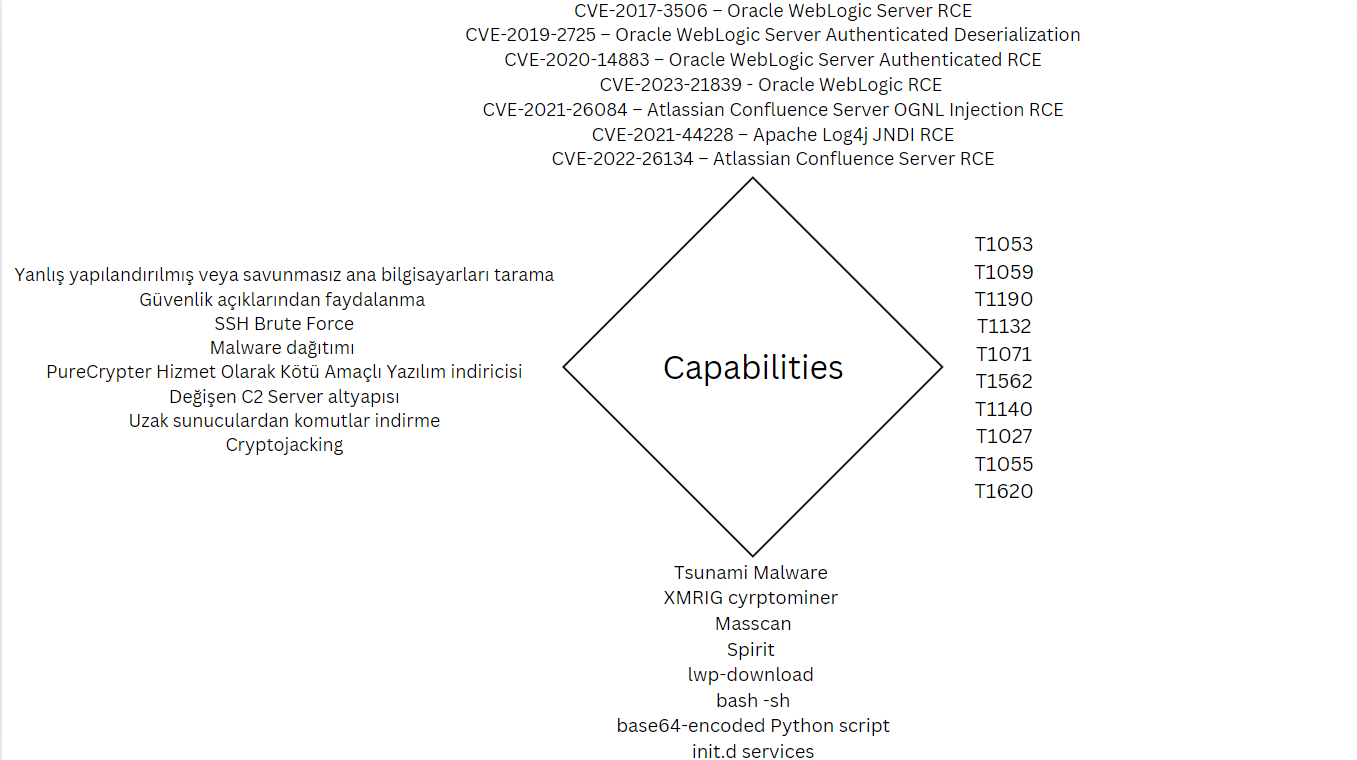 CVE-2017-3506 – Oracle WebLogic Server RCE
CVE-2019-2725 – Oracle WebLogic Server Authenticated Deserialization
CVE-2020-14883 – Oracle WebLogic Server Authenticated RCE
CVE-2023-21839 - Oracle WebLogic RCE
CVE-2021-26084 – Atlassian Confluence Server OGNL Injection RCE
CVE-2021-44228 – Apache Log4j JNDI RCE
CVE-2022-26134 – Atlassian Confluence Server RCE
Yanlış yapılandırılmış veya savunmasız ana bilgisayarları tarama
Güvenlik açıklarından faydalanma
SSH Brute Force
Malware dağıtımı
PureCrypter Hizmet Olarak Kötü Amaçlı Yazılım indiricisi
Değişen C2 Server altyapısı
Uzak sunuculardan komutlar indirme
Cryptojacking
Capabilities
T1053
T1059
T1190
T1132
T1071
T1562
T1140
T1027
T1055
T1620
Tsunami Malware
XMRIG cyrptominer
Masscan
Spirit
lwp-download
bash -sh
base64-encoded Python script
init.d services